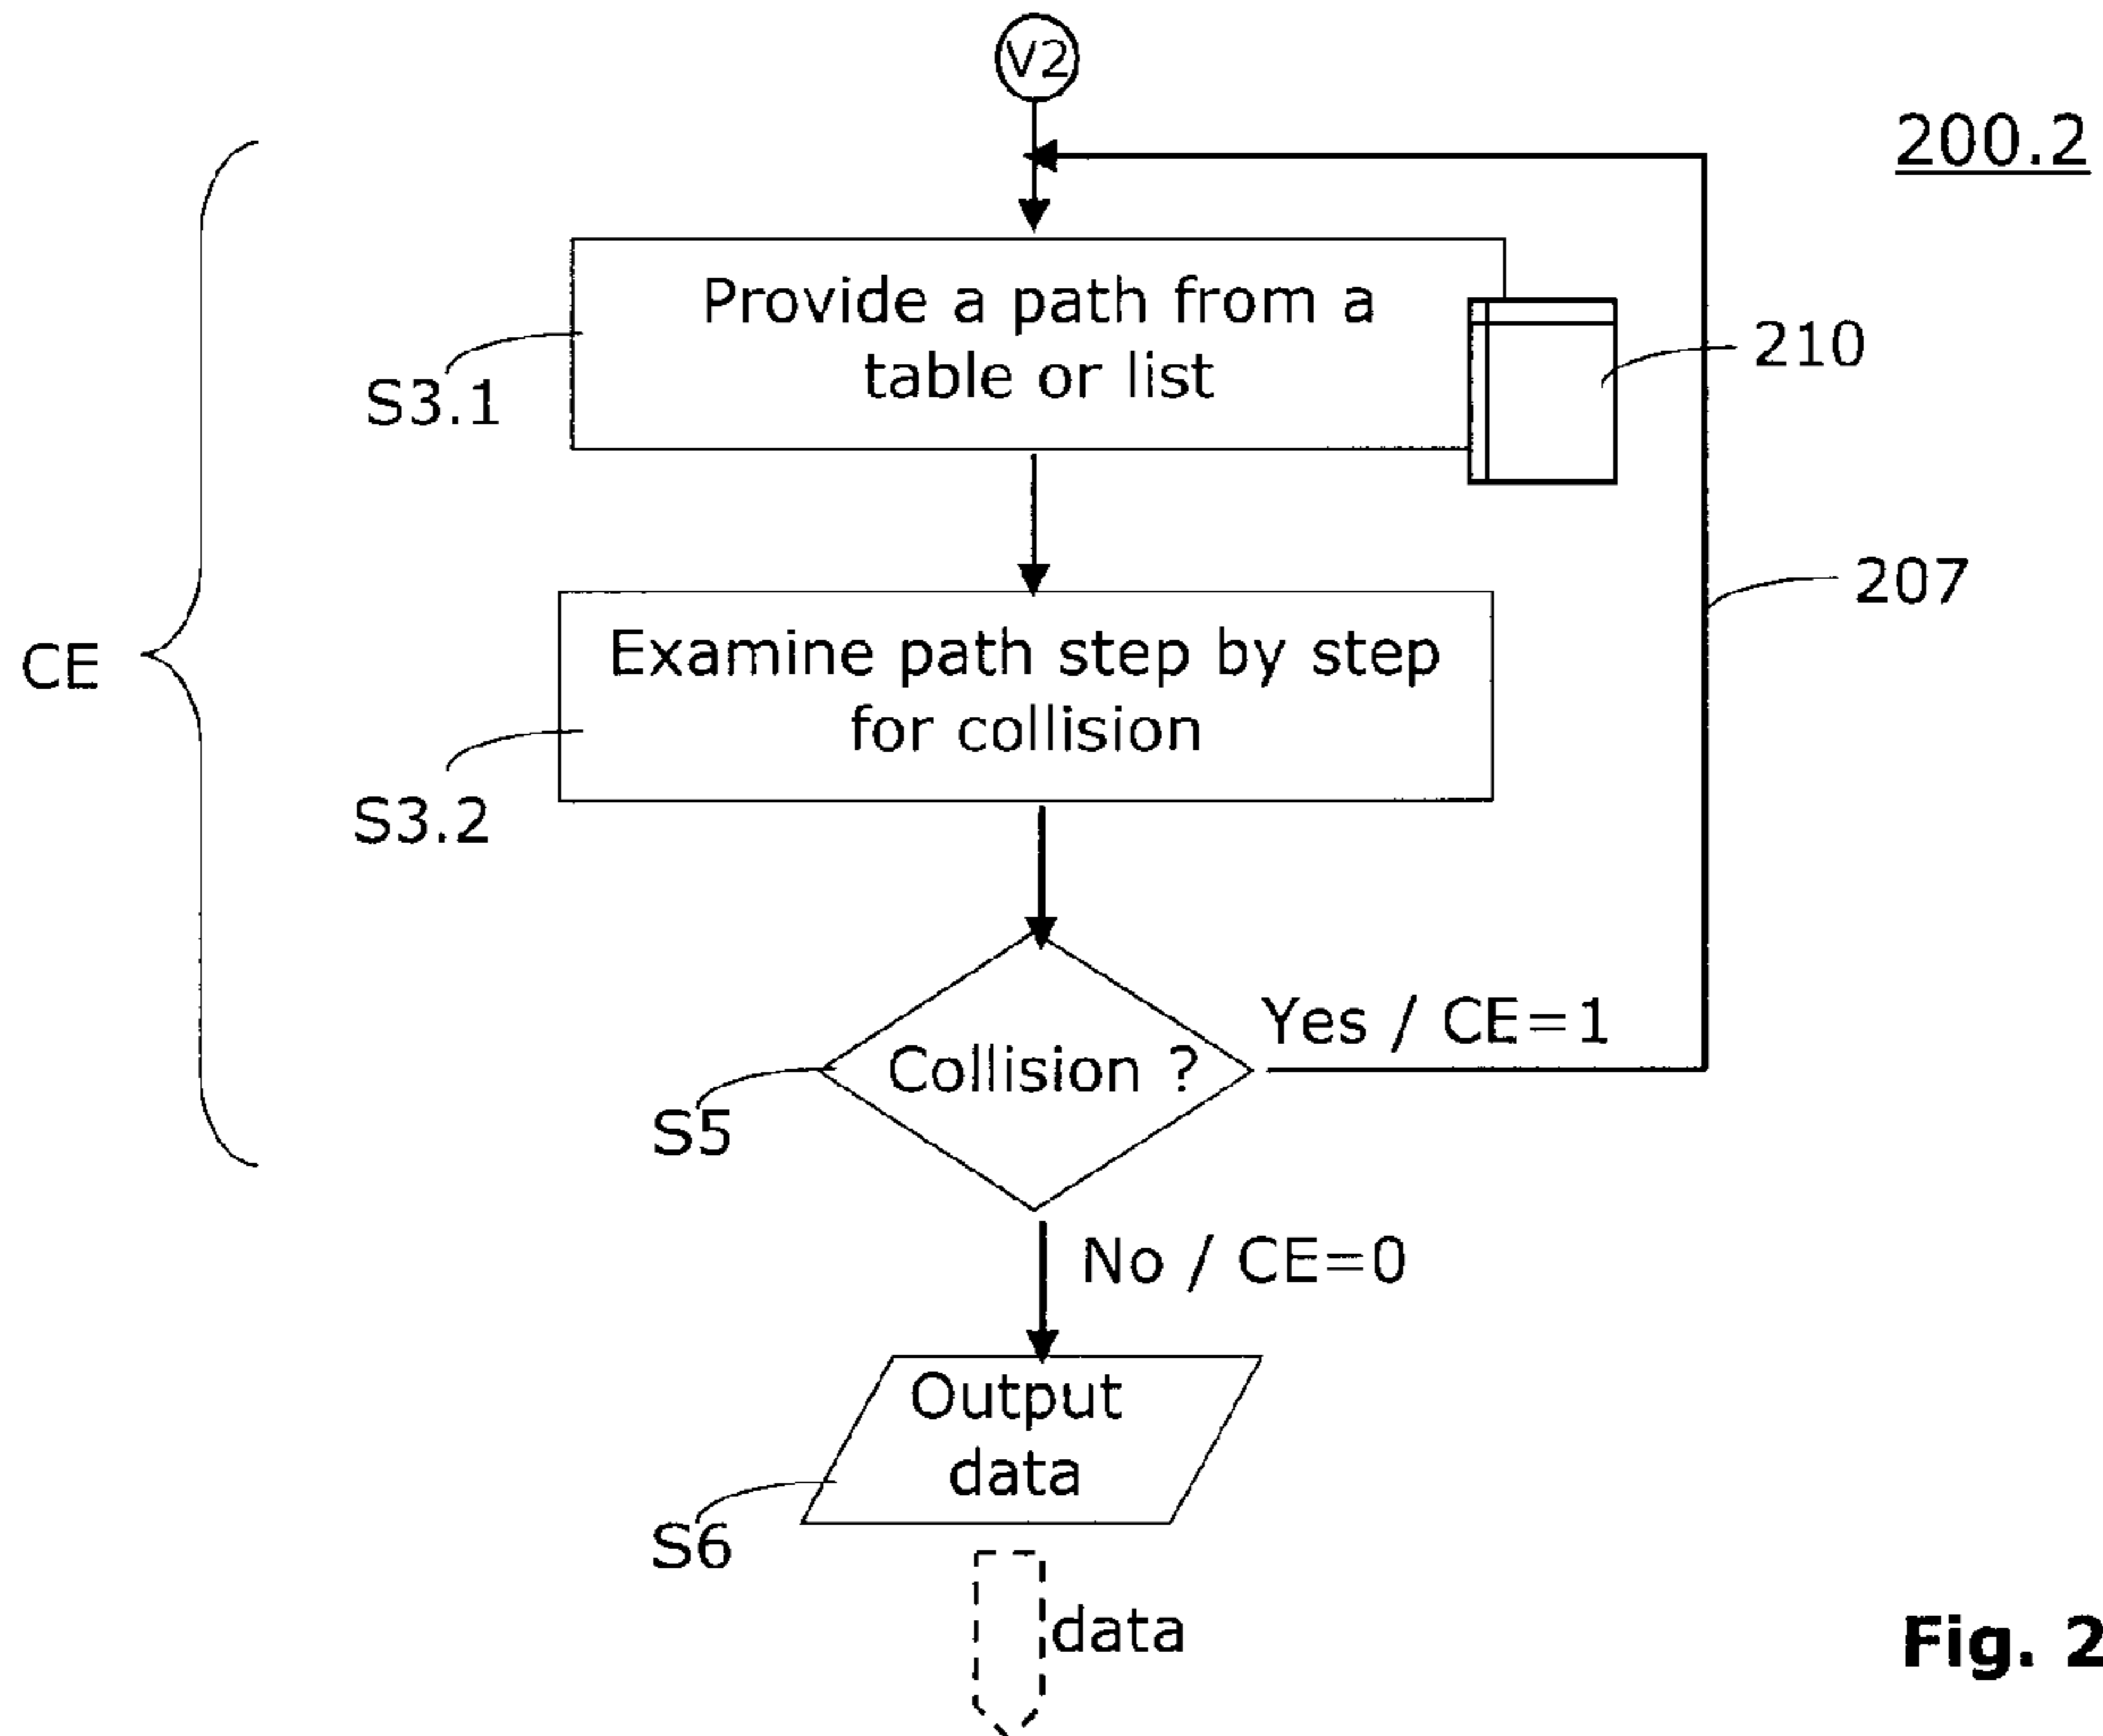 V2
200.2
Provide a path from a
table or list
210
S3.1
207
CE
Examine path step by step
for collision
S3.2
Yes / CE=1
Collision ?
S5
No / CE=0
Output
data
S6
data
Fig. 2